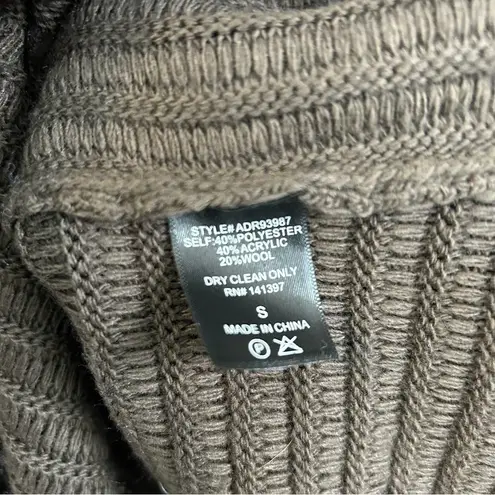 STYLE#ADR93987
SELF:40%POLYESTER
40%ACRYLIC
20%WOOL
DRY CLEAN ONLY
RN# 141397
S
MADE IN CHINA
P